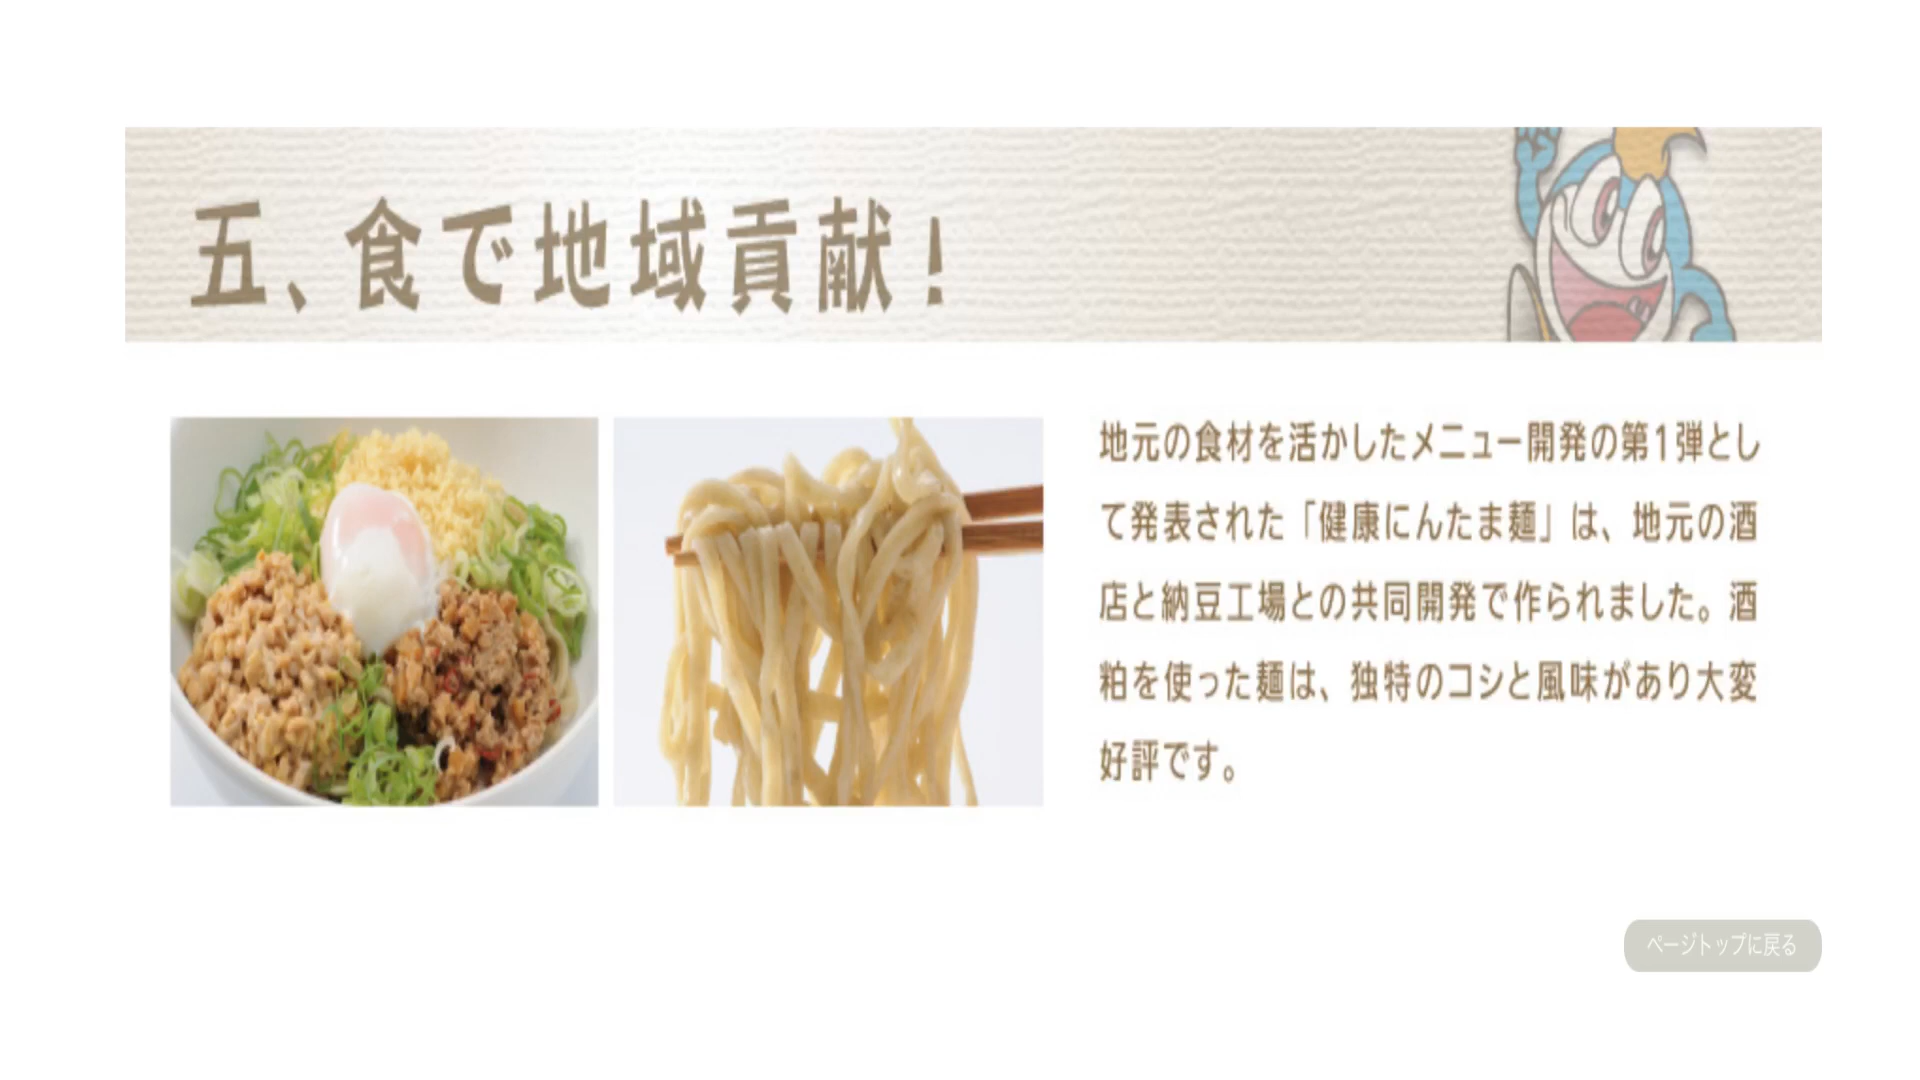 五、食で地域貢献！
地元の食材を活かしたメニュー開発の第1弾とし
て発表された「健康にんたま麺」は、地元の酒
店と納豆工場との共同開発で作られました。酒
粕を使った麺は、独特のコシと風味があり大変
好評です。
ページトップに戻る